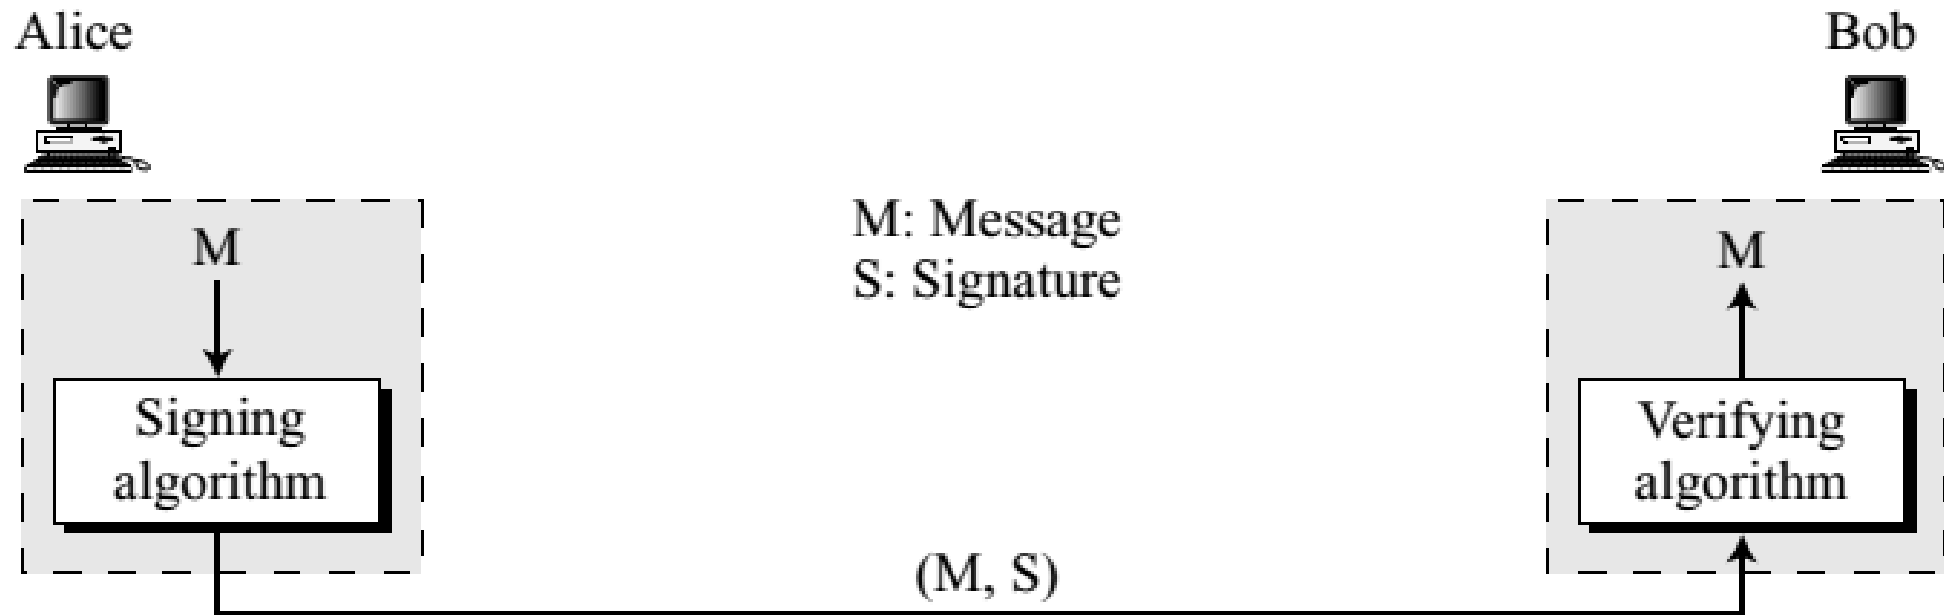 Alice
Bob
M
M: Message
S: Signature
M
Signing
algorithm
Verifying
algorithm
(M, S)